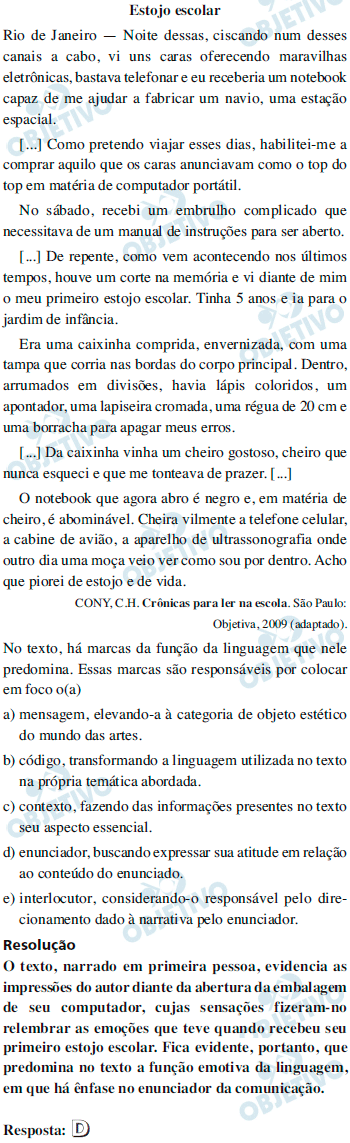 Estojo escolar
Rio de Janeiro — Noite dessas, ciscando num desses
canais a cabo, vi uns caras oferecendo maravilhas
eletrônicas, bastava telefonar e eu receberia um notebook
capaz de me ajudar a fabricar um navio, uma estação
espacial.
[...] Como pretendo viajar esses dias, habilitei-me a
comprar aquilo que os caras anunciavam como o top do
top em matéria de computador portátil.
No sábado, recebi um embrulho complicado que
necessitava de um manual de instruções para ser aberto.
[...] De repente, como vem acontecendo nos últimos
tempos, houve um corte na memória e vi diante de mim
o meu primeiro estojo escolar. Tinha 5 anos e ia para o
jardim de infância.
Era uma caixinha comprida, envernizada, com uma
tampa que corria nas bordas do corpo principal. Dentro,
arrumados em divisões, havia lápis coloridos, um
apontador, uma lapiseira cromada, uma régua de 20 cm e
uma borracha para apagar meus erros.
[...] Da caixinha vinha um cheiro gostoso, cheiro que
nunca esqueci e que me tonteava de prazer. [...]
O notebook que agora abro é negro e, em matéria de
cheiro, é abominável. Cheira vilmente a telefone celular,
a cabine de avião, a aparelho de ultrassonografia onde
outro dia uma moça veio ver como sou por dentro. Acho
que piorei de estojo e de vida.
CONY, C.H. Crônicas para ler na escola. São Paulo:
Objetiva, 2009 (adaptado).
No texto, há marcas da função da linguagem que nele
predomina. Essas marcas são responsáveis por colocar
em foco o(a)
a) mensagem, elevando-a à categoria de objeto estético
do mundo das artes.
b) código, transformando a linguagem utilizada no texto
na própria temática abordada.
c) contexto, fazendo das informações presentes no texto
seu aspecto essencial.
d) enunciador, buscando expressar sua atitude em relação
ao conteúdo do enunciado.
e) interlocutor, considerando-o responsável pelo dire-
cionamento dado à narrativa pelo enunciador.
Resolução
O texto, narrado em primeira pessoa, evidencia as
impressões do autor diante da abertura da embalagem
de seu computador, cujas sensações fizeram-no
relembrar as emoções que teve quando recebeu seu
primeiro estojo escolar. Fica evidente, portanto, que
predomina no texto a função emotiva da linguagem,
em que há ênfase no enunciador da comunicação.
Resposta: D